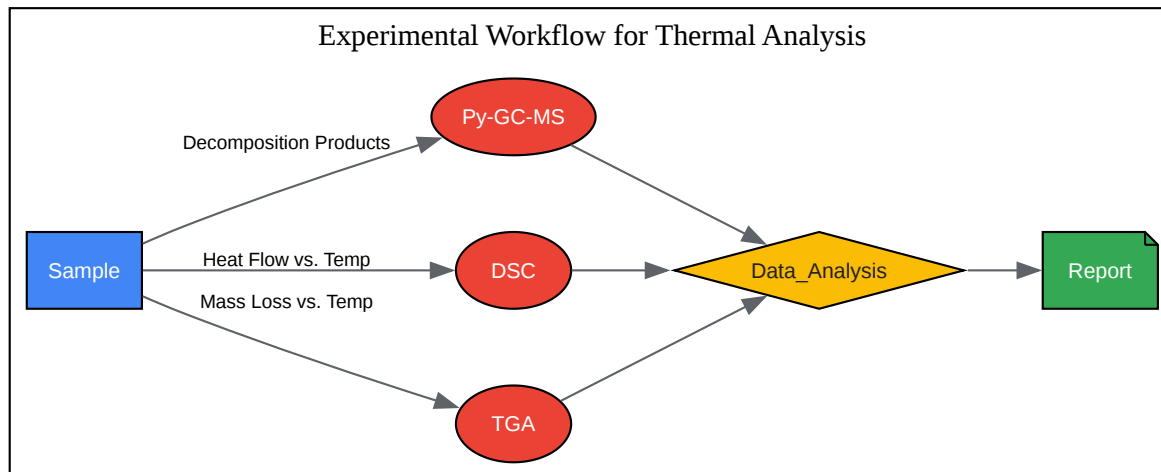 Experimental Workflow for Thermal Analysis
Py-GC-MS
Decomposition Products
Sample
Heat Flow vs. Temp
DSC
Data_Analysis
Report
Mass Loss vs. Temp
TGA